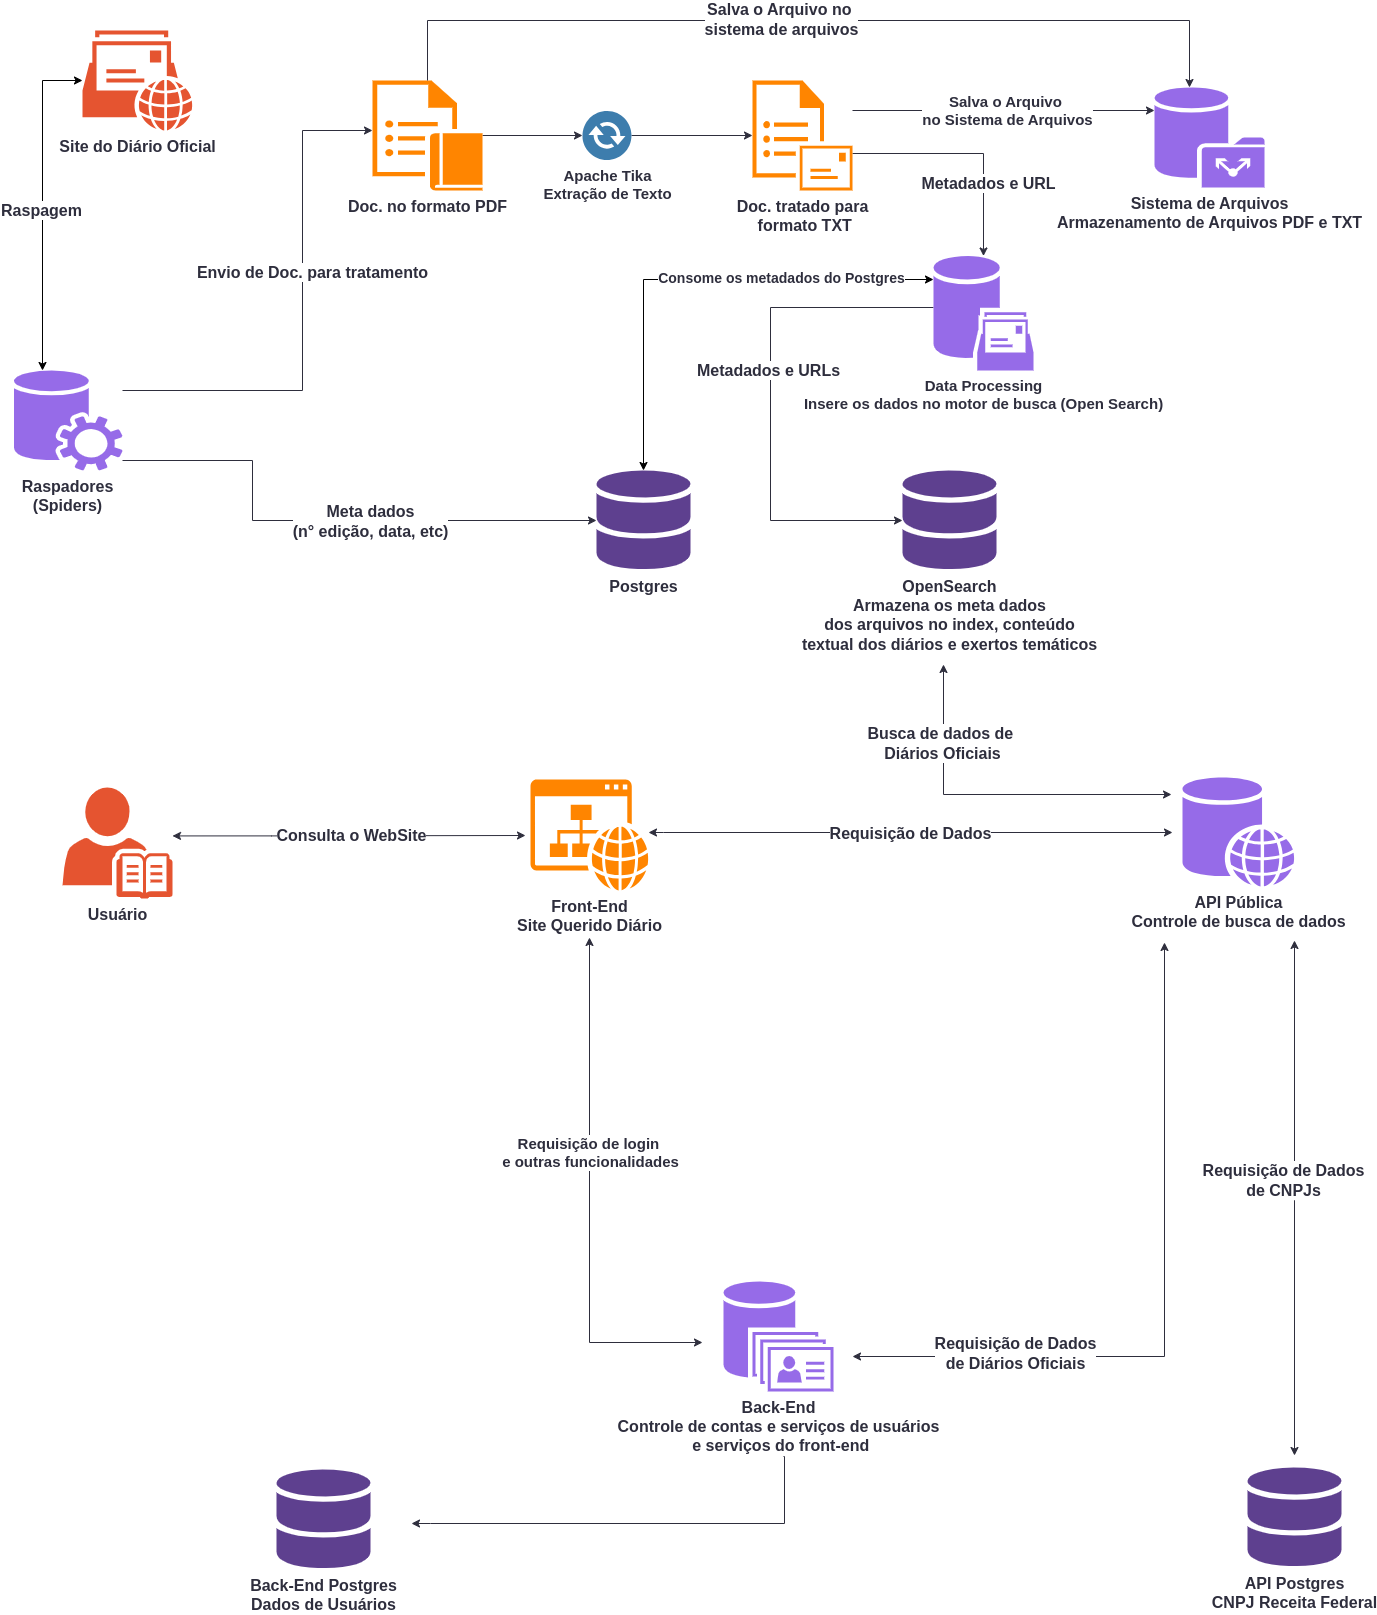 Salva o Arquivo no
sistema de arquivos
Site do Diário Oficial
Raspagem
Envio de Doc. para tratamento
Doc. no formato PDF
Apache Tika
Extração de Texto
Doc. tratado para
formato TXT
Salva o Arquivo
no Sistema de Arquivos
Metadados e URL
Sistema de Arquivos
Armazenamento de Arquivos PDF e TXT
Consome os metadados do Postgres
Metadados e URLs
Data Processing
Insere os dados no motor de busca (Open Search)
Raspadores
(Spiders)
Meta dados
(n° edição, data, etc)
Postgres
OpenSearch
Armazena os meta dados
dos arquivos no index, conteúdo
textual dos diários e exertos temáticos
Busca de dados de
Diários Oficiais
Usuário
Consulta o WebSite
Front-End
Site Querido Diário
Requisição de Dados
API Pública
Controle de busca de dados
Requisição de login
e outras funcionalidades
Requisição de Dados
de CNPJs
Requisição de Dados
de Diários Oficiais
Back-End
Controle de contas e serviços de usuários
e serviços do front-end
Back-End Postgres
Dados de Usuários
API Postgres
CNPJ Receita Federal